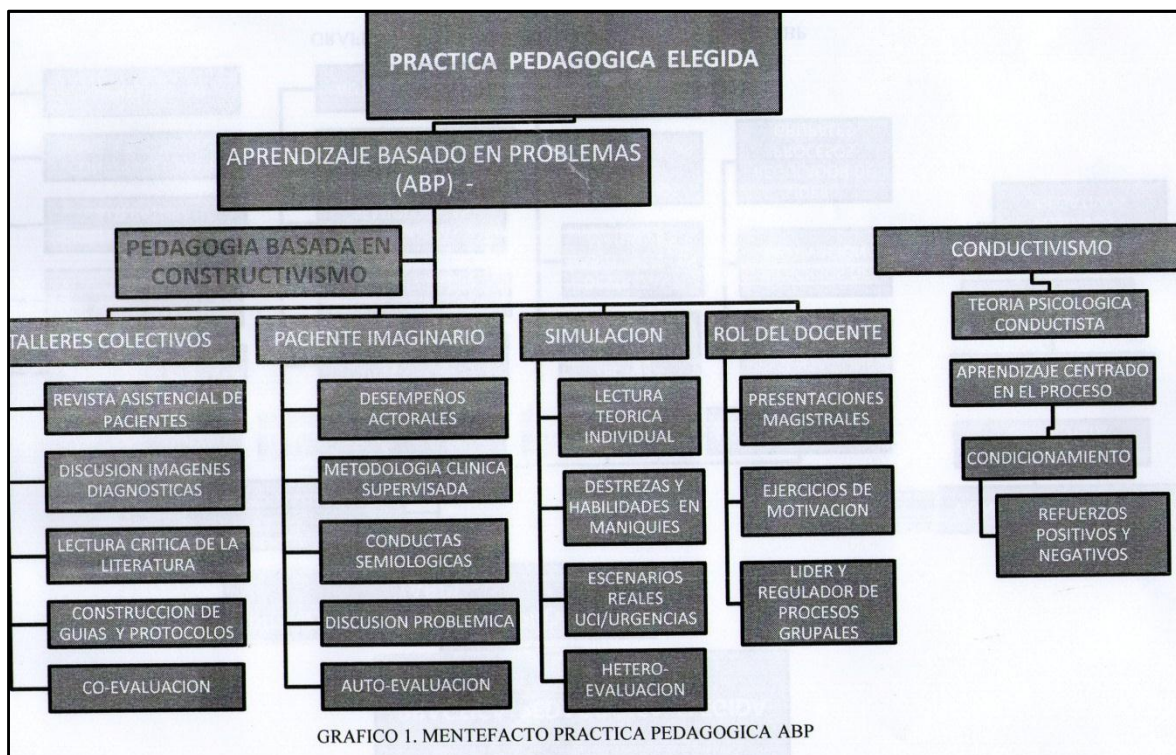 PRACTICA PEDAGOGICA ELEGIDA
APRENDIZAJE BASADO EN PROBLEMAS
(ABP) -
PEDAGOGIA BASADA EN
CONSTRUCTIVISMO
TALLERES COLECTIVOS
REVISTA ASISTENCIAL DE
PACIENTES
DISCUSION IMAGENES
DIAGNOSTICAS
LECTURA CRITICA DE LA
LITERATURA
CONSTRUCCION DE
GUIAS Y PROTOCOLOS
CO-EVALUACION
PACIENTE IMAGINARIO
DESEMPEÑOS
ACTORALES
METODOLOGIA CLINICA
SUPERVISADA
CONDUCTAS
SEMIOLOGICAS
DISCUSION PROBLEMICA
AUTO-EVALUACION
SIMULACION
LECTURA
TEORICA
INDIVIDUAL
DESTREZAS Y
HABILIDADES EN
MANIQUIES
ESCENARIOS
REALES
UCI/URGENCIAS
HETERO-
EVALUACION
ROL DEL DOCENTE
PRESENTACIONES
MAGISTRALES
EJERCICIOS DE
MOTIVACION
LIDER Y
REGULADOR DE
PROCESOS
GRUPALES
CONDUCTIVISMO
TEORIA PSICOLOGICA
CONDUCTISTA
APRENDIZAJE CENTRADO
EN EL PROCESO
CONDICIONAMIENTO
REFUERZOS
POSITIVOS Y
NEGATIVOS
GRAFICO 1. MENTEFACTO PRACTICA PEDAGOGICA ABP